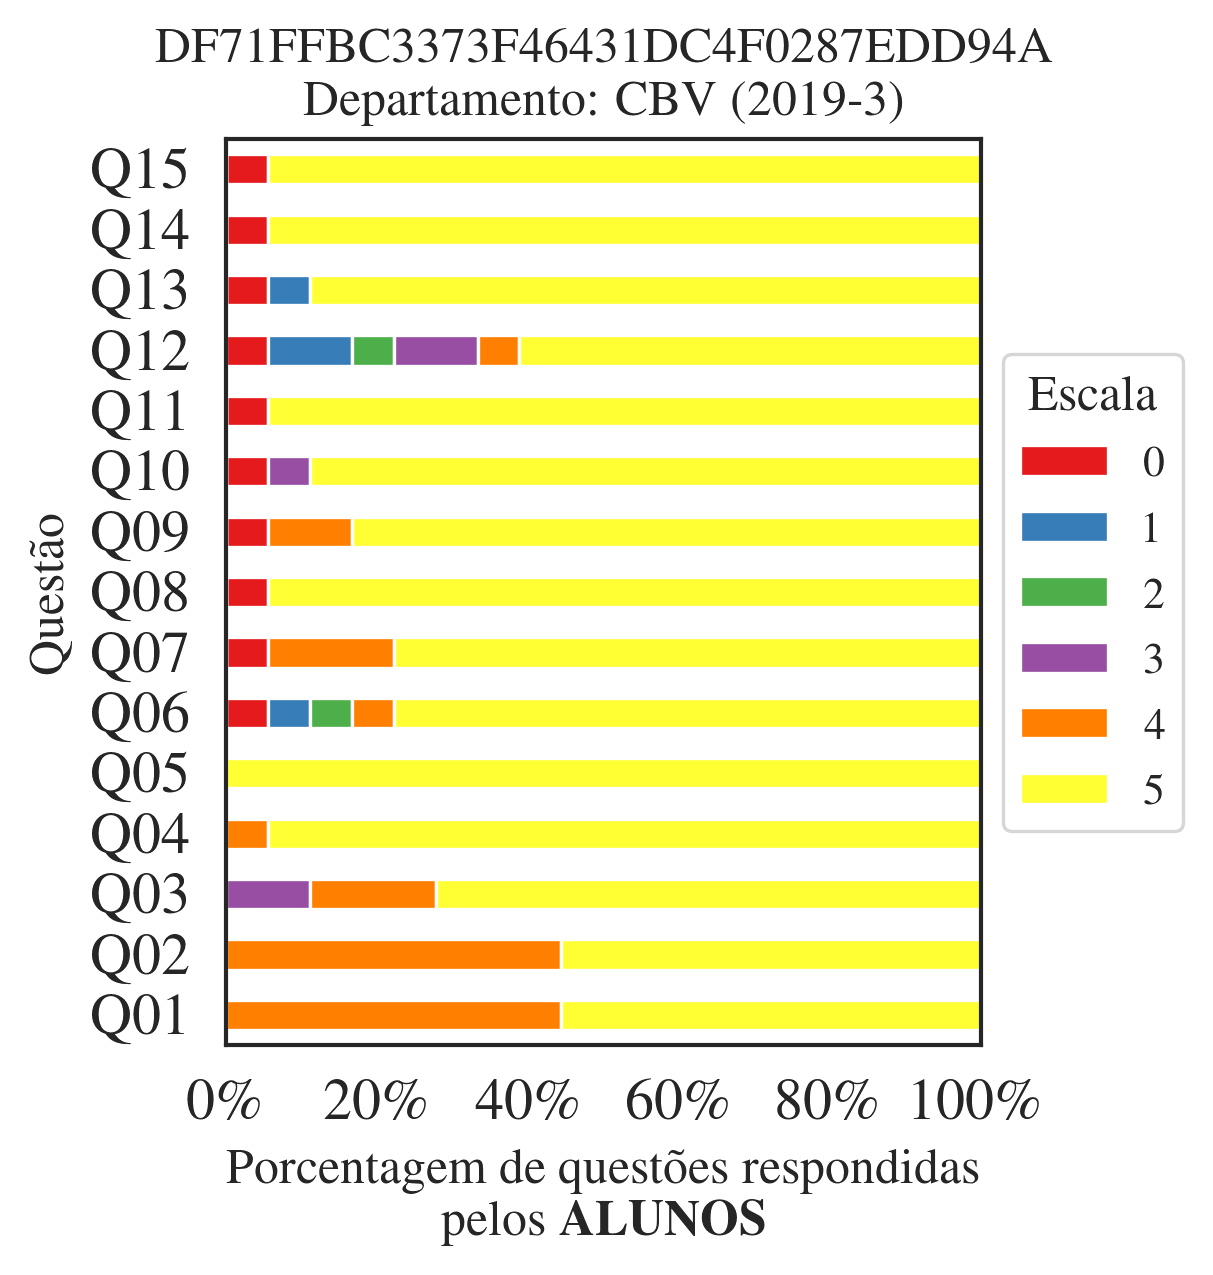 DF71FFBC3373F46431DC4F0287EDD94A
Departamento: CBV (2019-3)
Q15
Q14
Q13
Q12
Q11
Q10
Q09
Q08
Q07
Q06
Q05
Q04
Q03
Q02
Q01
Questão
0% 20% 40% 60% 80% 100%
Porcentagem de questões respondidas
pelos ALUNOS
Escala
0
1
2
3
4
5